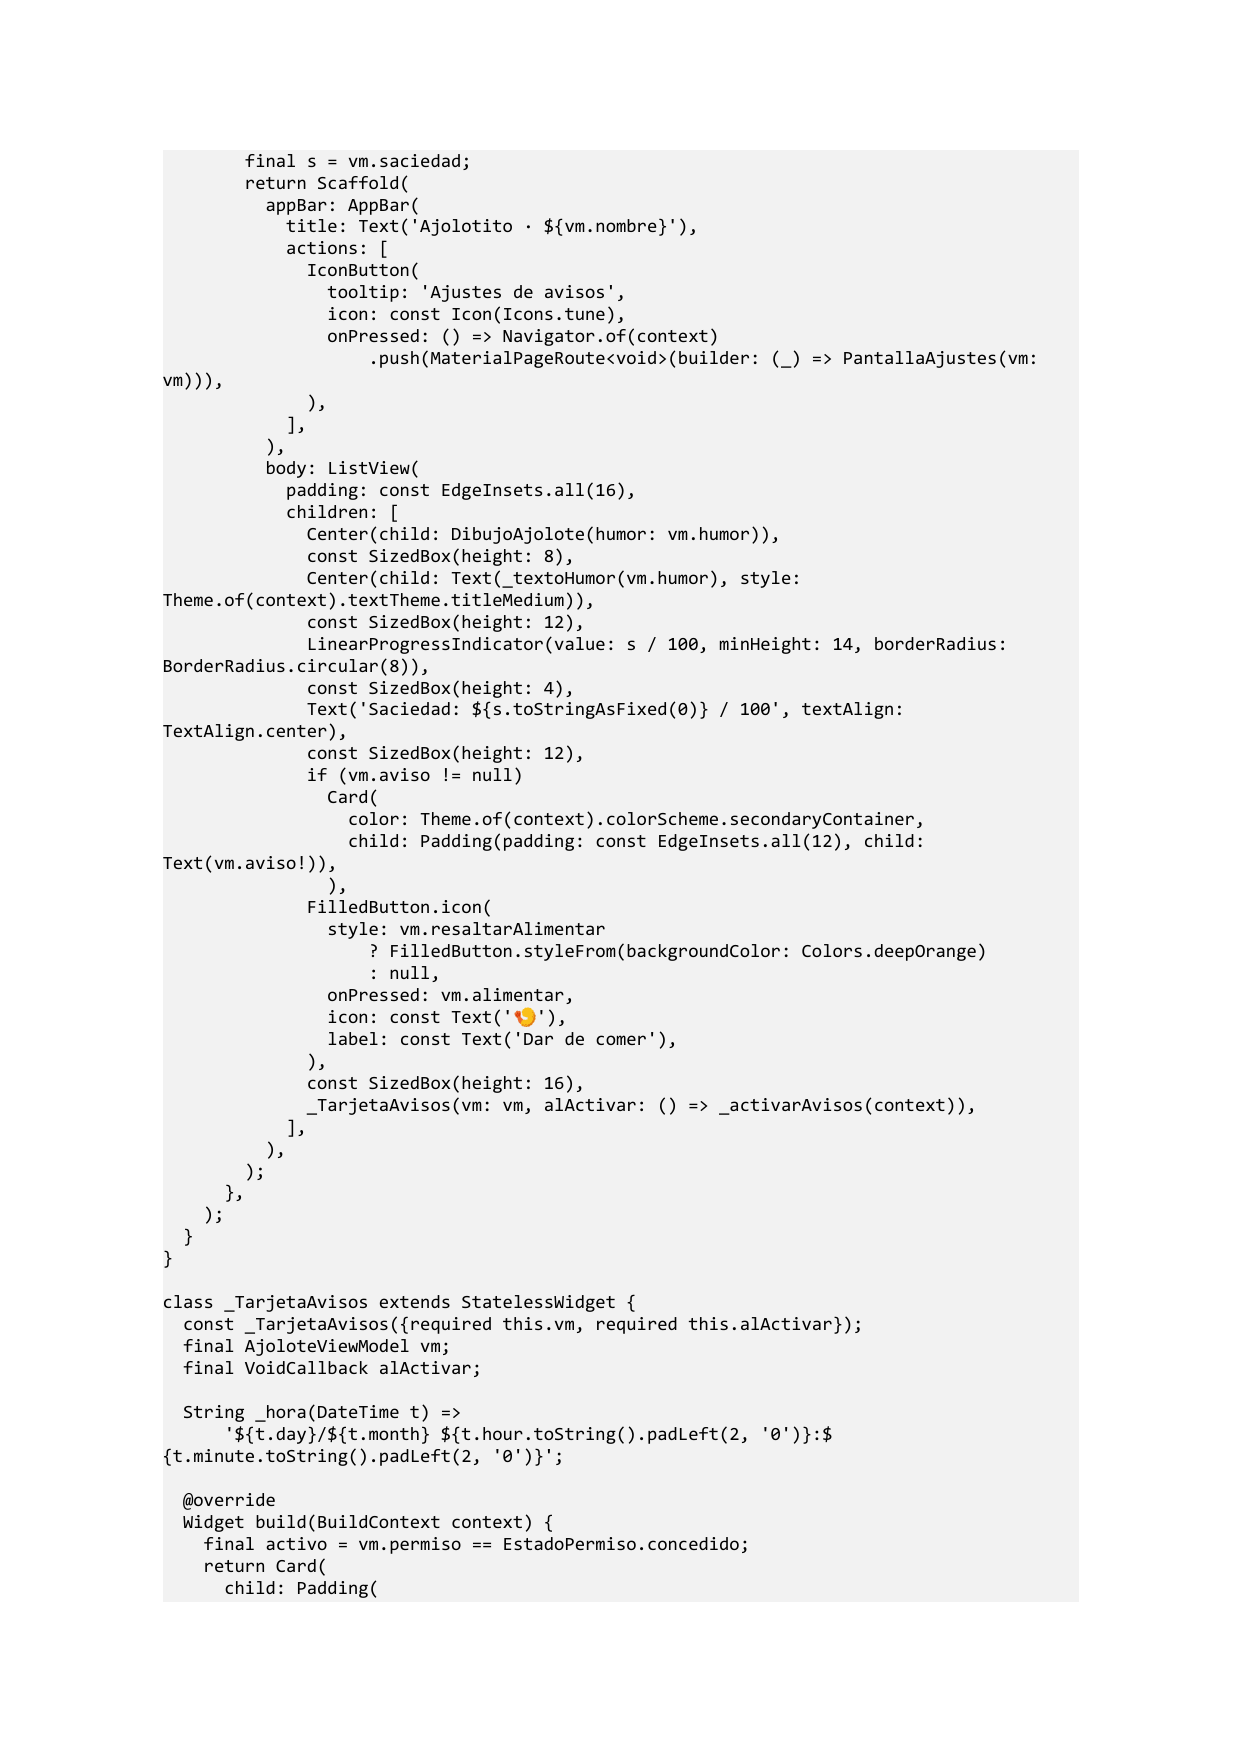 final s = vm.saciedad;
        return Scaffold(
          appBar: AppBar(
            title: Text('Ajolotito · ${vm.nombre}'),
            actions: [
              IconButton(
                tooltip: 'Ajustes de avisos',
                icon: const Icon(Icons.tune),
                onPressed: () => Navigator.of(context)
                    .push(MaterialPageRoute<void>(builder: (_) => PantallaAjustes(vm:
vm))),
              ),
            ],
          ),
          body: ListView(
            padding: const EdgeInsets.all(16),
            children: [
              Center(child: DibujoAjolote(humor: vm.humor)),
              const SizedBox(height: 8),
              Center(child: Text(_textoHumor(vm.humor), style:
Theme.of(context).textTheme.titleMedium)),
              const SizedBox(height: 12),
              LinearProgressIndicator(value: s / 100, minHeight: 14, borderRadius:
BorderRadius.circular(8)),
              const SizedBox(height: 4),
              Text('Saciedad: ${s.toStringAsFixed(0)} / 100', textAlign:
TextAlign.center),
              const SizedBox(height: 12),
              if (vm.aviso != null)
                Card(
                  color: Theme.of(context).colorScheme.secondaryContainer,
                  child: Padding(padding: const EdgeInsets.all(12), child:
Text(vm.aviso!)),
                ),
              FilledButton.icon(
                style: vm.resaltarAlimentar
                    ? FilledButton.styleFrom(backgroundColor: Colors.deepOrange)
                    : null,
                onPressed: vm.alimentar,
                icon: const Text('🍤'),
                label: const Text('Dar de comer'),
              ),
              const SizedBox(height: 16),
              _TarjetaAvisos(vm: vm, alActivar: () => _activarAvisos(context)),
            ],
          ),
        );
      },
    );
  }
}

class _TarjetaAvisos extends StatelessWidget {
  const _TarjetaAvisos({required this.vm, required this.alActivar});
  final AjoloteViewModel vm;
  final VoidCallback alActivar;

  String _hora(DateTime t) =>
      '${t.day}/${t.month} ${t.hour.toString().padLeft(2, '0')}:$
{t.minute.toString().padLeft(2, '0')}';

  @override
  Widget build(BuildContext context) {
    final activo = vm.permiso == EstadoPermiso.concedido;
    return Card(
      child: Padding(